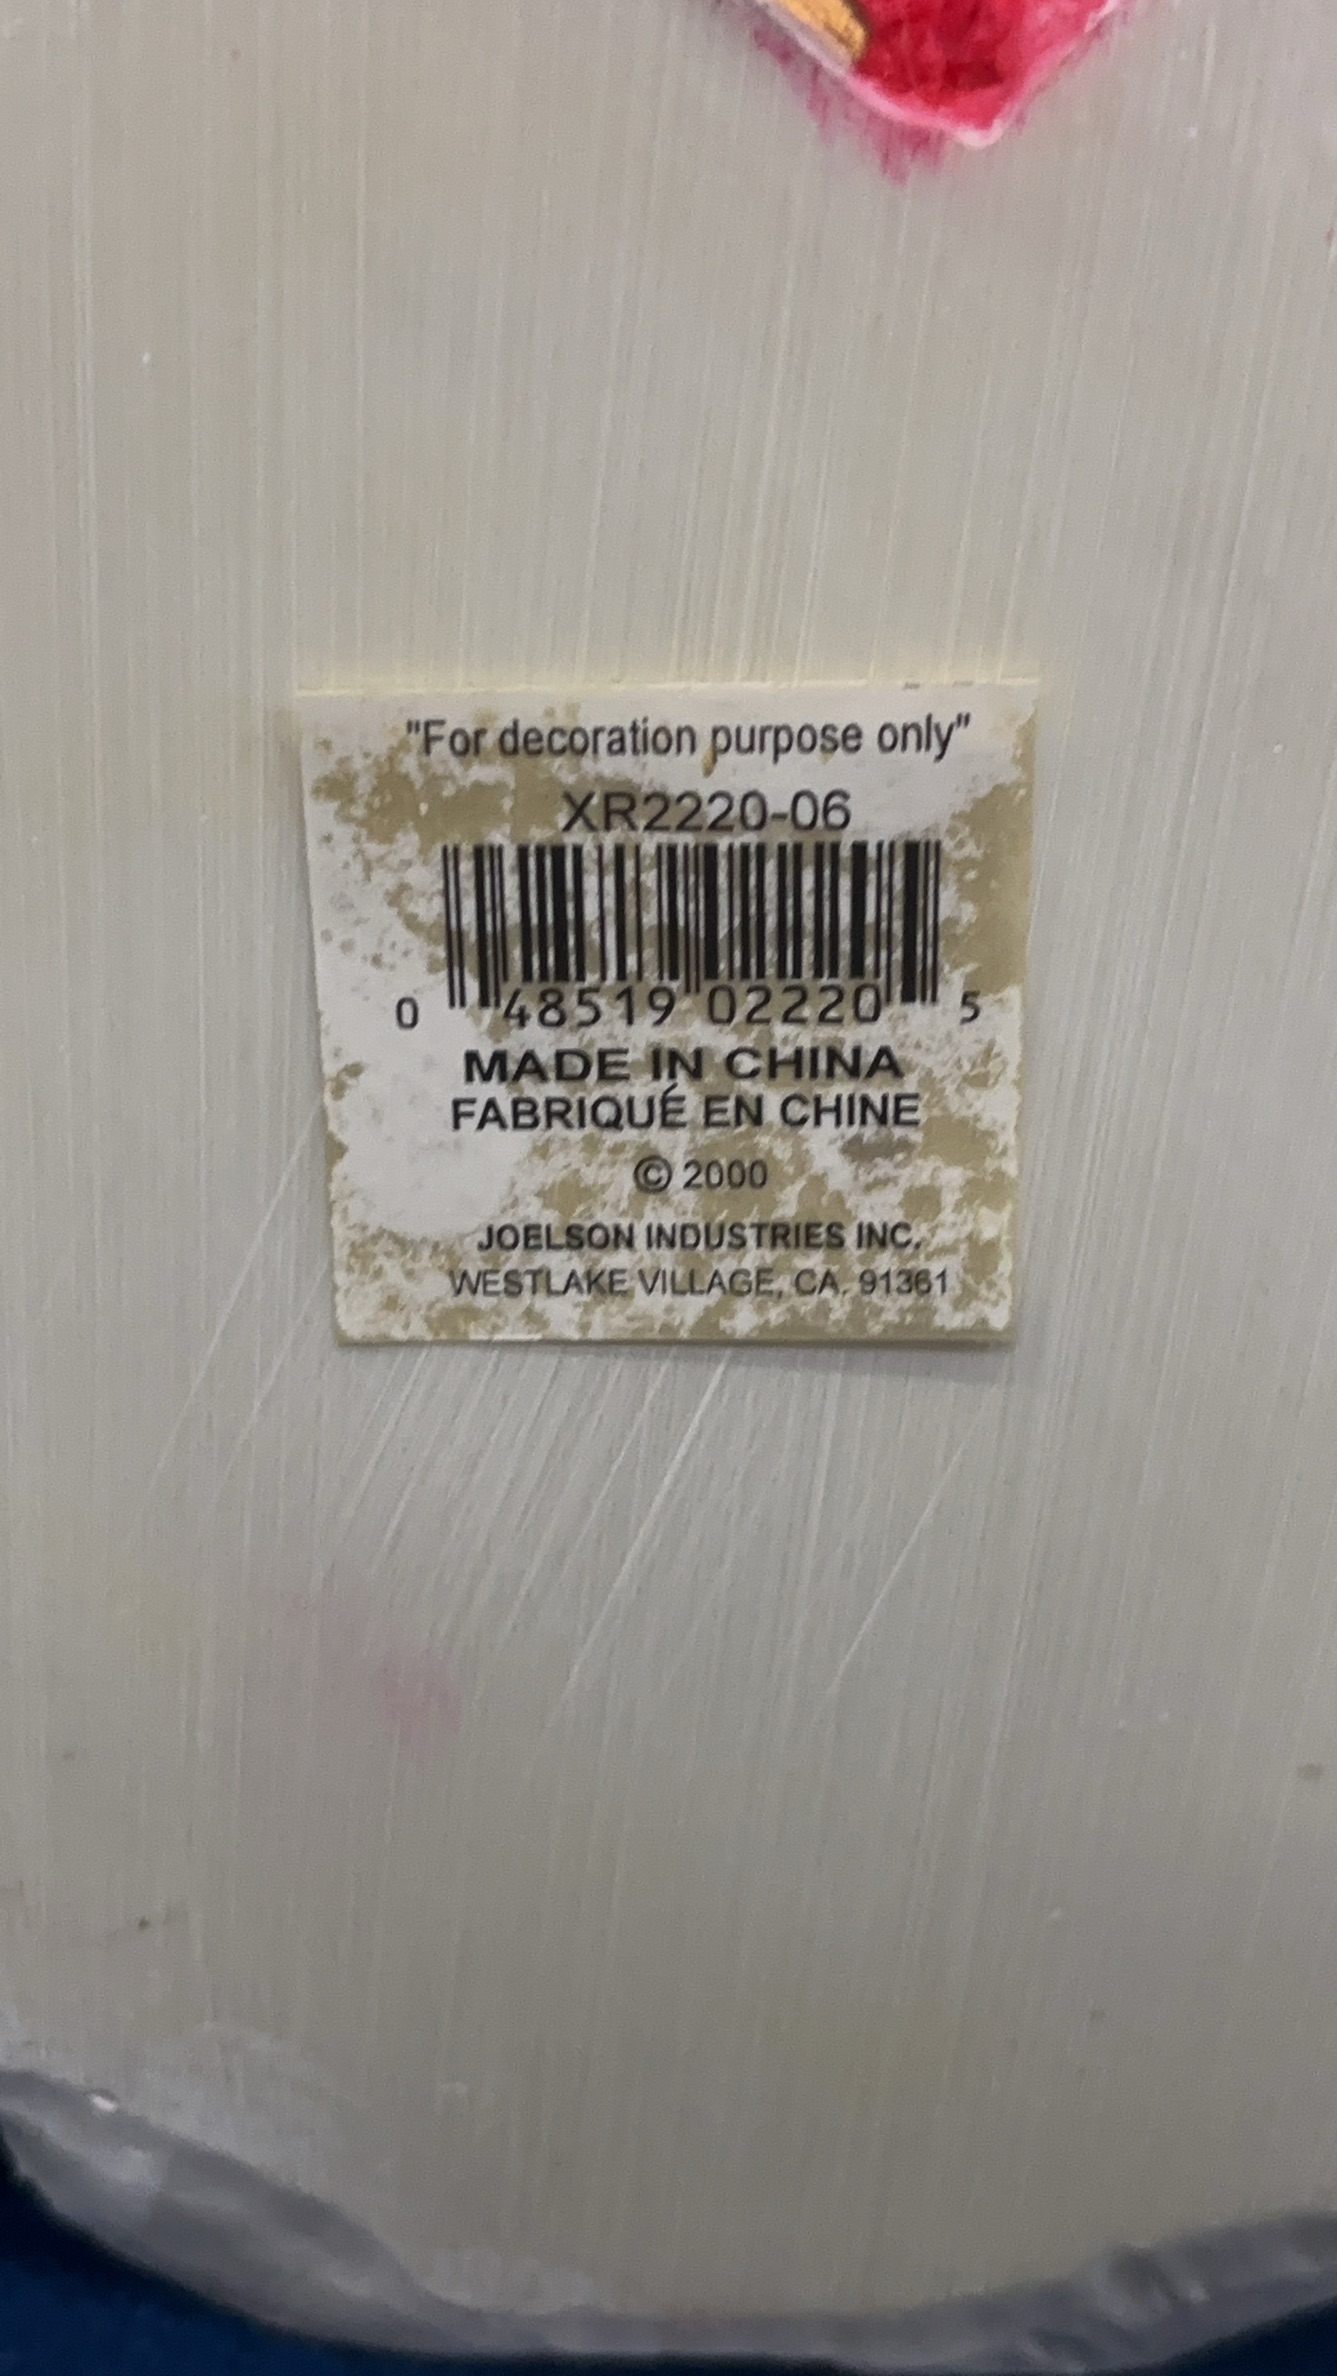 "For decoration purpose only"
XR2220-06
0 48519 02220 5
MADE IN CHINA
FABRIQUÉ EN CHINE
© 2000
JOELSON INDUSTRIES INC.
WESTLAKE VILLAGE, CA. 91361